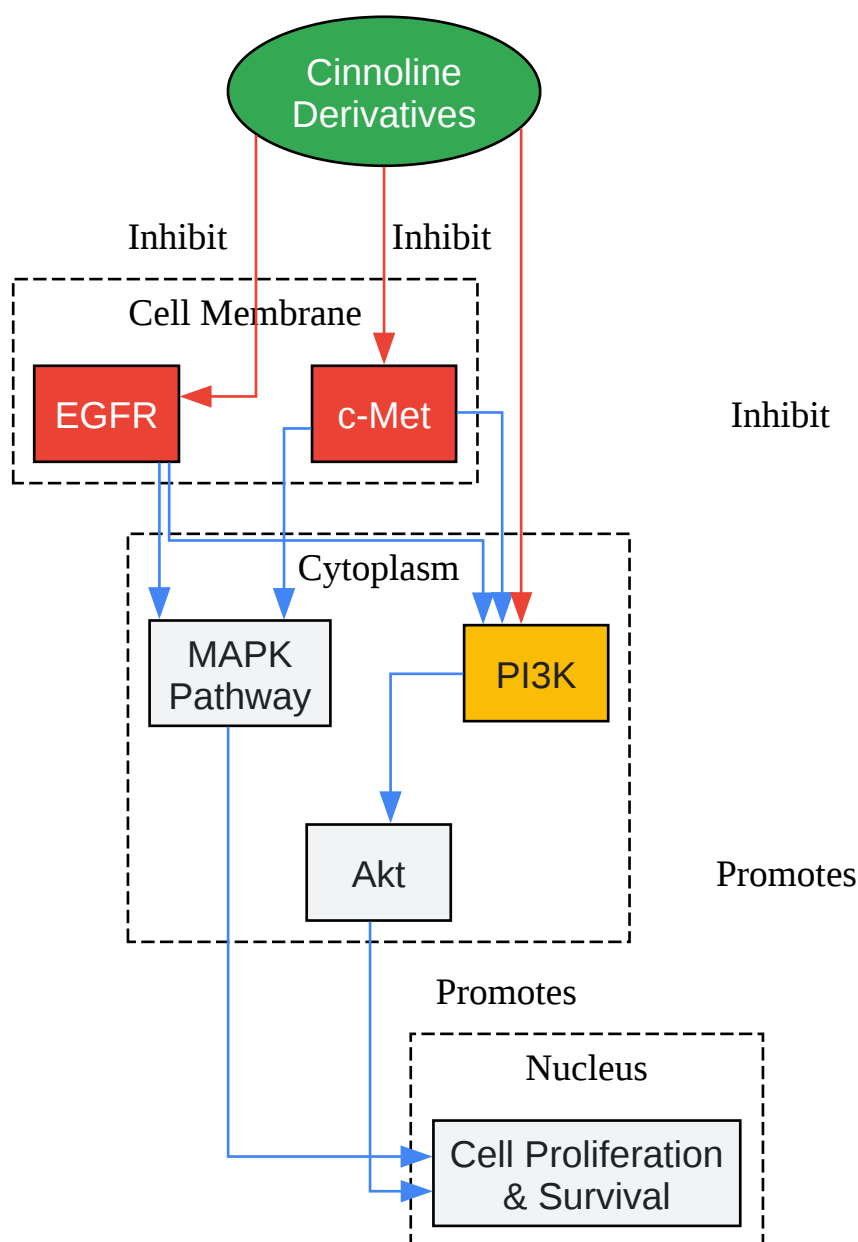 Cinnoline
Derivatives
Inhibit
Inhibit
Cell Membrane
EGFR
c-Met
Inhibit
Cytoplasm
MAPK
Pathway
PI3K
Akt
Promotes
Promotes
Nucleus
Cell Proliferation
& Survival